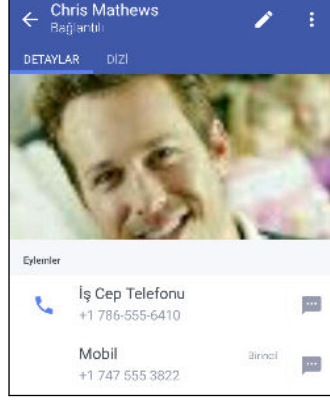 Chris Mathews
Bağlantılı
DETAYLAR DİZİ
Eylemler
İş Cep Telefonu
+1 786-555-6410
Mobil Birincil
+1 747 555 3822